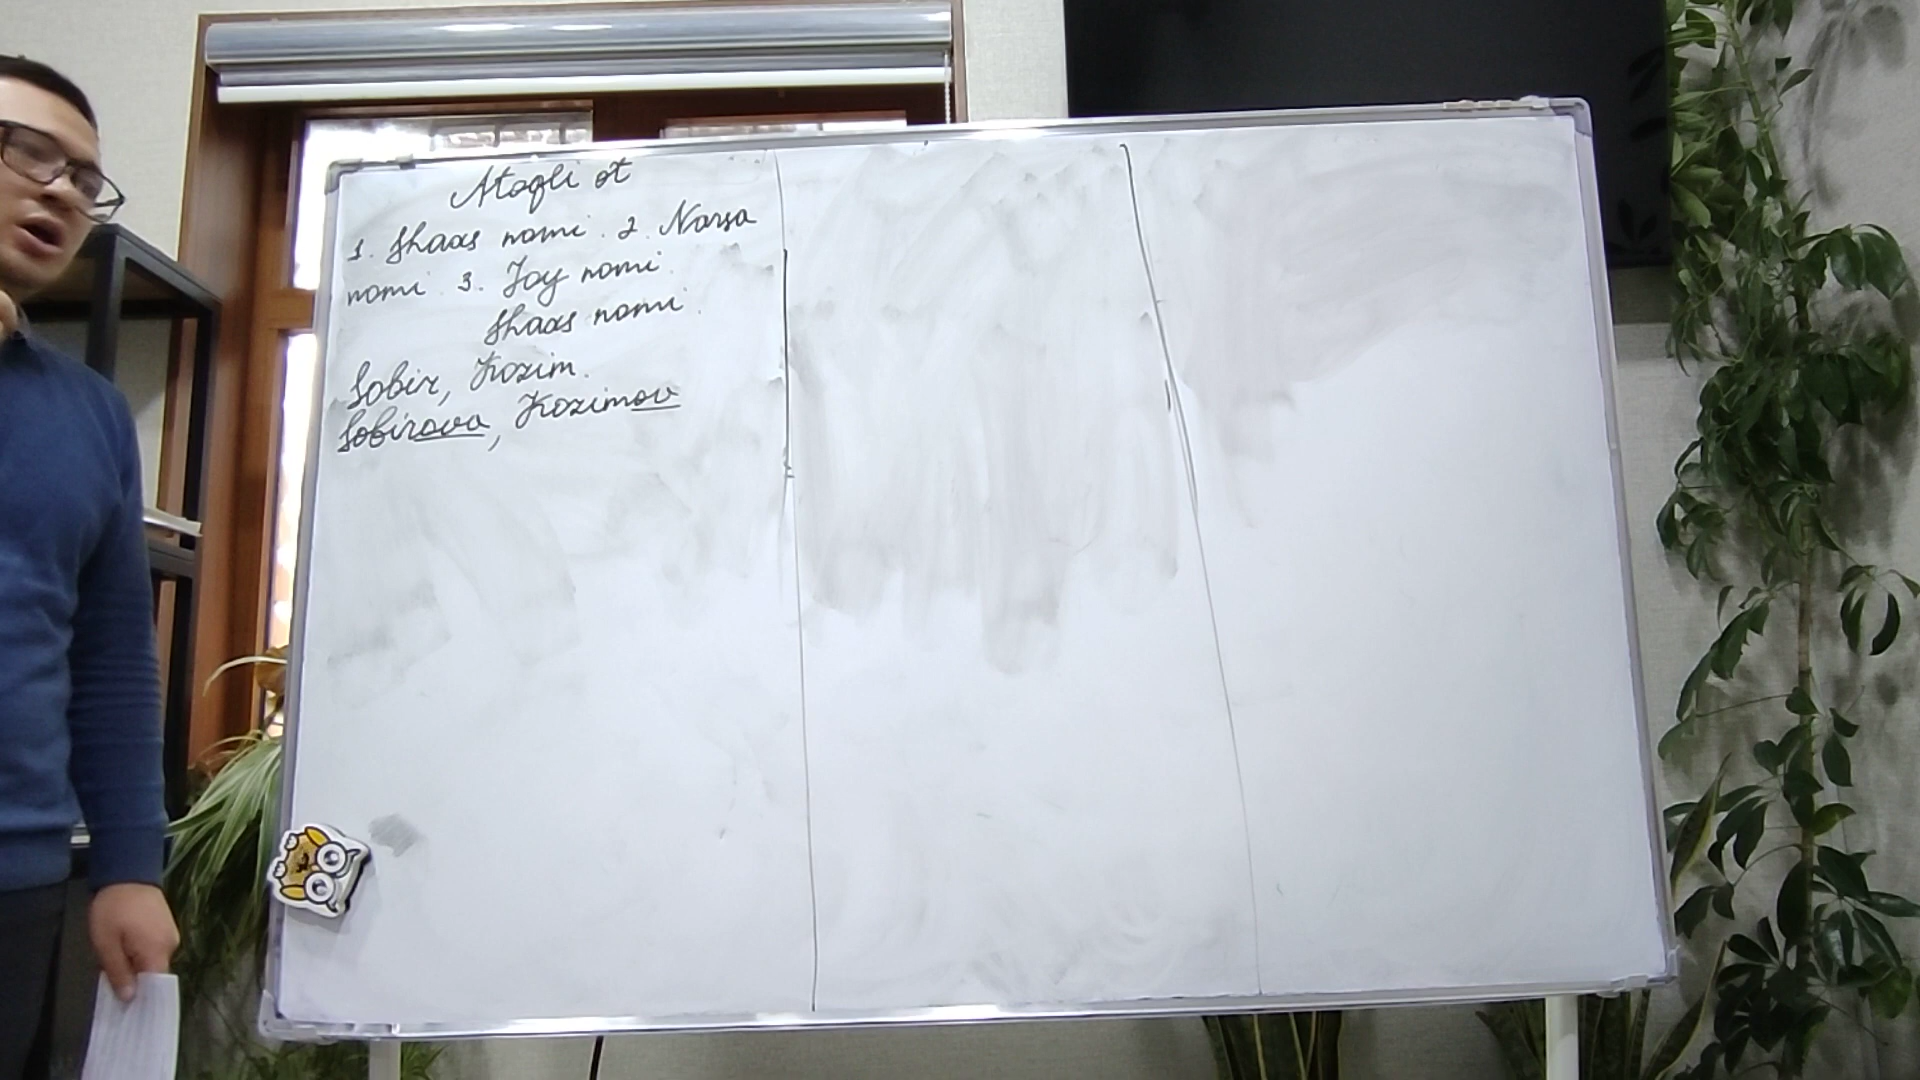 Atoqli ot
1. Shaxs nomi. 2. Narsa
nomi. 3. Joy nomi.
Shaxs nomi.
Sobir, Kozim.
Sobirova, Kozimov